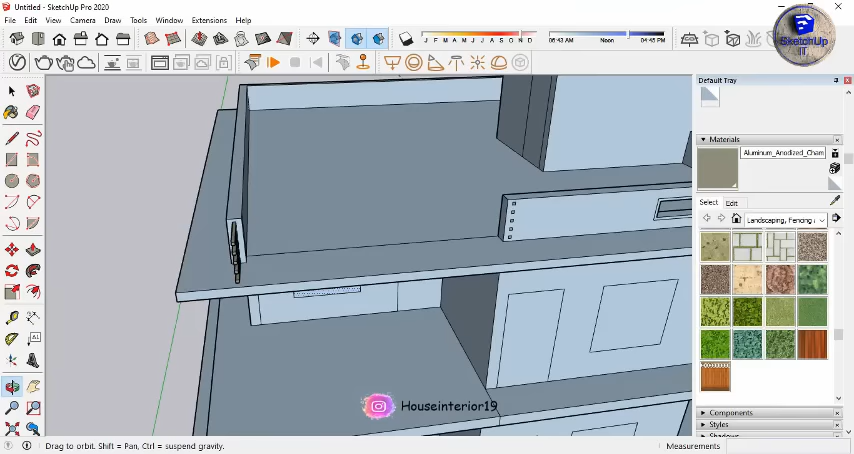 Untitled - SketchUp Pro 2020
File Edit View Camera Draw Tools Window Extensions Help
J F M A M J J A S O N D
06:43 AM Noon 04:45 PM
SketchUp
IT
Default Tray
Materials
Aluminum_Anodized_Cham
Select Edit
Landscaping, Fencing
A1
Houseinterior19
Components
Styles
Shadows
Drag to orbit. Shift = Pan, Ctrl = suspend gravity.
Measurements